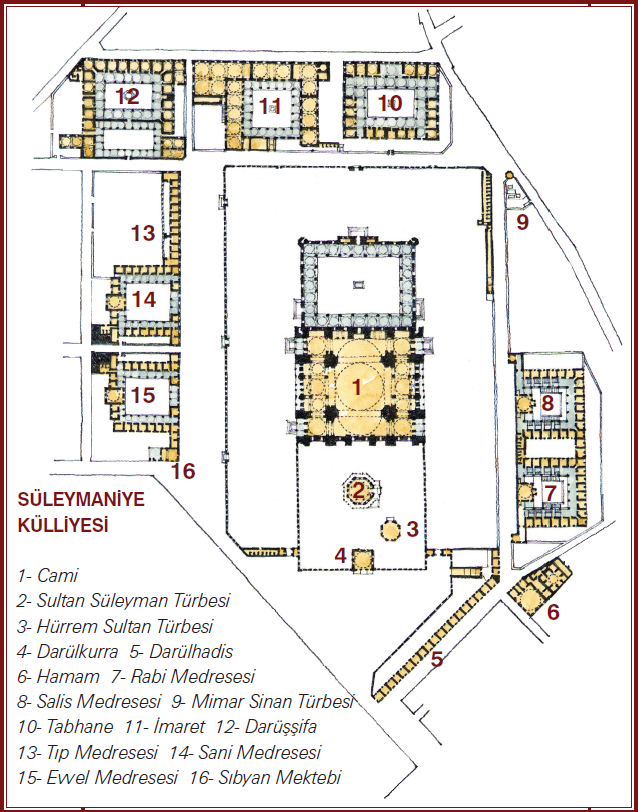 12
11
10
9
13
14
15
16
1
8
7
2
3
4
5
6
SÜLEYMANİYE
KÜLLİYESİ
1- Cami
2- Sultan Süleyman Türbesi
3- Hürrem Sultan Türbesi
4- Darülkurra 5- Darülhadis
6- Hamam 7- Rabi Medresesi
8- Salis Medresesi 9- Mimar Sinan Türbesi
10- Tabhane 11- İmaret 12- Darüşşifa
13- Tıp Medresesi 14- Sani Medresesi
15- Evvel Medresesi 16- Sıbyan Mektebi